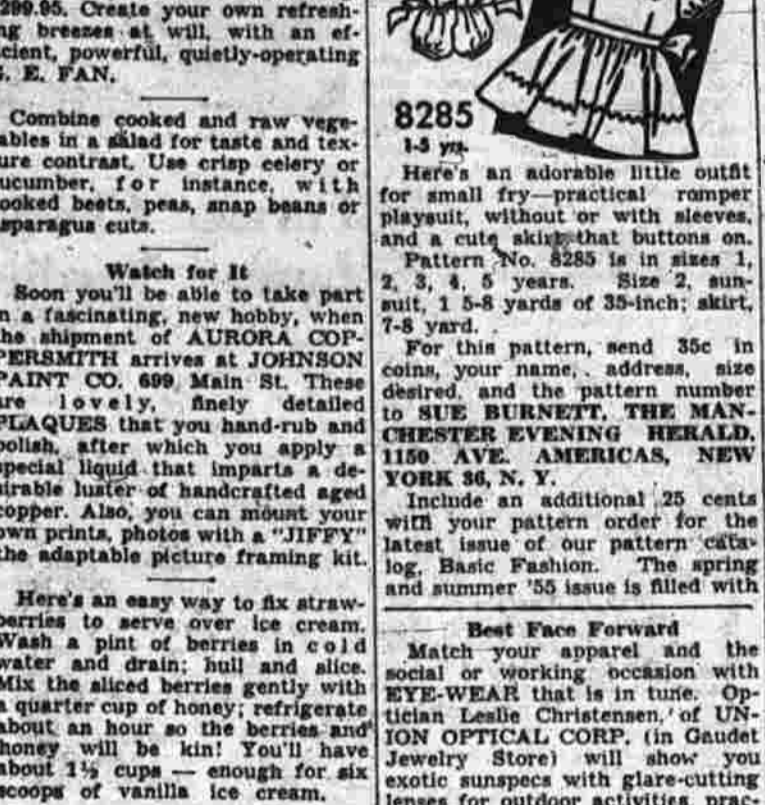 $299.95. Create your own refresh-
ng breezes at will, with an ef-
cient, powerful, quietly-operating
G. E. FAN.
Combine cooked and raw vege-
ables in a salad for taste and tex-
ure contrast. Use crisp celery or
ucumber, for instance, with
ooked beets, peas, snap beans or
sparagus cuts.
Watch for It
Soon you'll be able to take part
n a fascinating, new hobby, when
he shipment of AURORA COP-
PERSMITH arrives at JOHNSON
PAINT CO. 699 Main St. These
are lovely, finely detailed
PLAQUES that you hand-rub and
polish, after which you apply a
special liquid that imparts a de-
sirable luster of handcrafted aged
copper. Also, you can mount your
own prints, photos with a "JIFFY"
the adaptable picture framing kit.
Here's an easy way to fix straw-
berries to serve over ice cream.
Wash a pint of berries in cold
water and drain; hull and slice.
Mix the sliced berries gently with
a quarter cup of honey; refrigerate
about an hour so the berries and
honey will be kin! You'll have
about 1½ cups — enough for six
scoops of vanilla ice cream.
8285
1-5 yrs.
Here's an adorable little outfit
for small fry—practical romper
playsuit, without or with sleeves,
and a cute skirt that buttons on.
Pattern No. 8285 is in sizes 1,
2, 3, 4, 5 years. Size 2, sun-
suit, 1 5-8 yards of 35-inch; skirt,
7-8 yard.
For this pattern, send 35c in
coins, your name, address, size
desired, and the pattern number
to SUE BURNETT, THE MAN-
CHESTER EVENING HERALD,
1150 AVE. AMERICAS, NEW
YORK 36, N. Y.
Include an additional 25 cents
with your pattern order for the
latest issue of our pattern cata-
log, Basic Fashion. The spring
and summer '55 issue is filled with
Best Face Forward
Match your apparel and the
social or working occasion with
EYE-WEAR that is in tune. Op-
tician Leslie Christensen, of UN-
ION OPTICAL CORP. (in Gaudet
Jewelry Store) will show you
exotic sunspecs with glare-cutting
lenses for outdoor activities, prac-